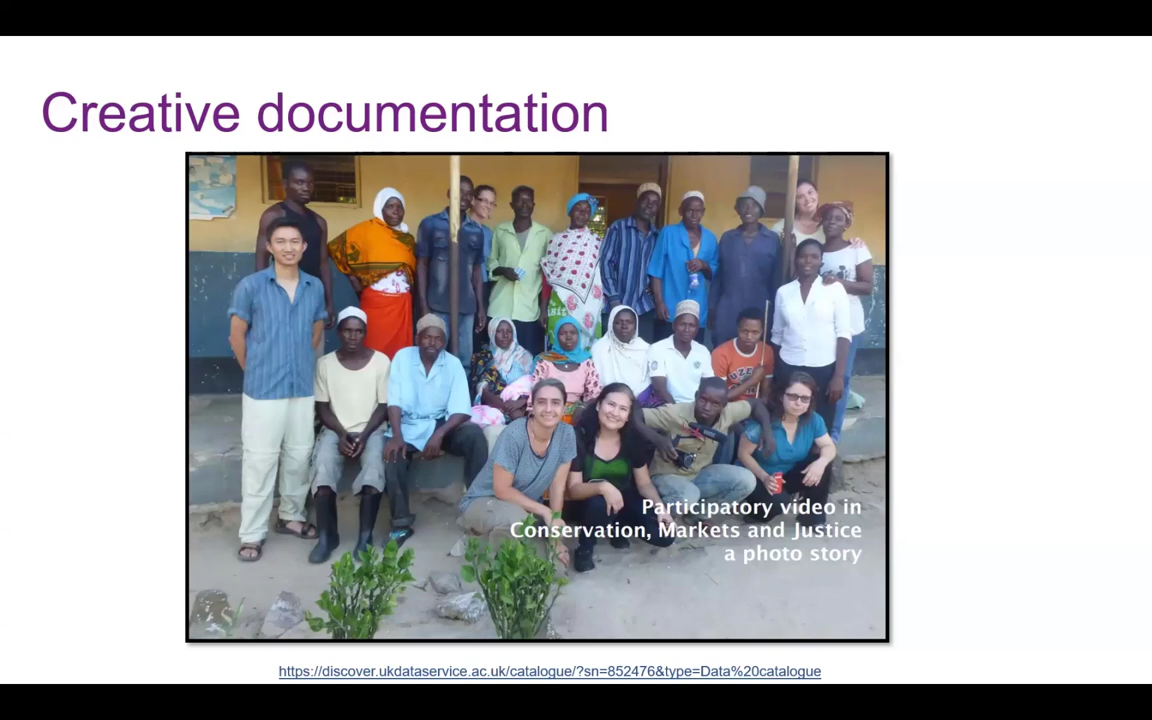 Creative documentation
Participatory video in
Conservation, Markets and Justice
a photo story
https://discover.ukdataservice.ac.uk/catalogue/?sn=852476&type=Data%20catalogue